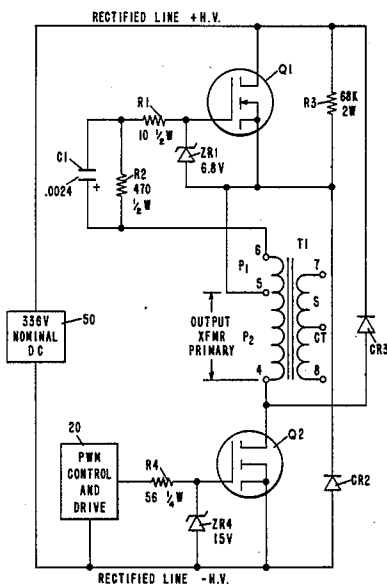 RECTIFIED LINE +H.V.
Q1
R1
10 ½ W
R3
68K
2W
C1
.0024
+
R2
470
½
W
ZR1
6.8V
6
T1
P1
7
5
336V
NOMINAL
DC
50
OUTPUT
XFMR
PRIMARY
P2
S
CT
4
8
CR3
Q2
20
PWM
CONTROL
AND
DRIVE
R4
56 ¼ W
ZR4
15V
CR2
RECTIFIED LINE -H.V.